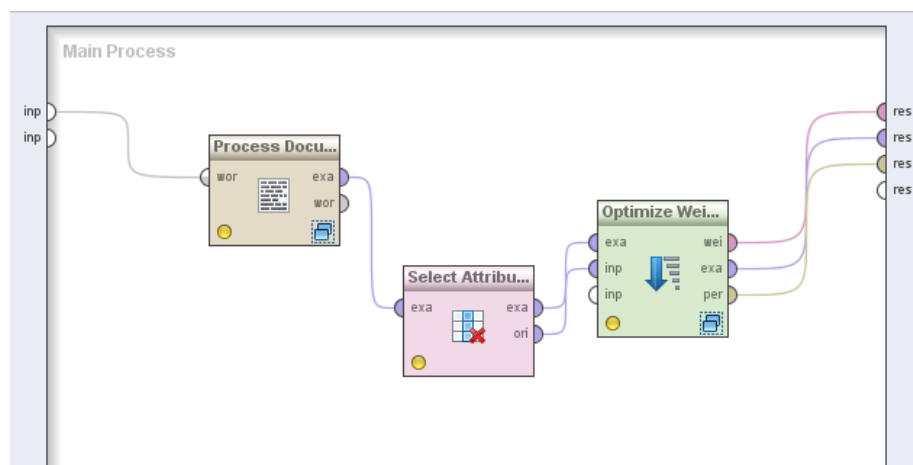 Main Process
inp
inp
res
res
res
res
Process Docu...
wor
exa
wor
Optimize Wei...
exa
wei
inp
exa
inp
per
Select Attribu...
exa
exa
ori